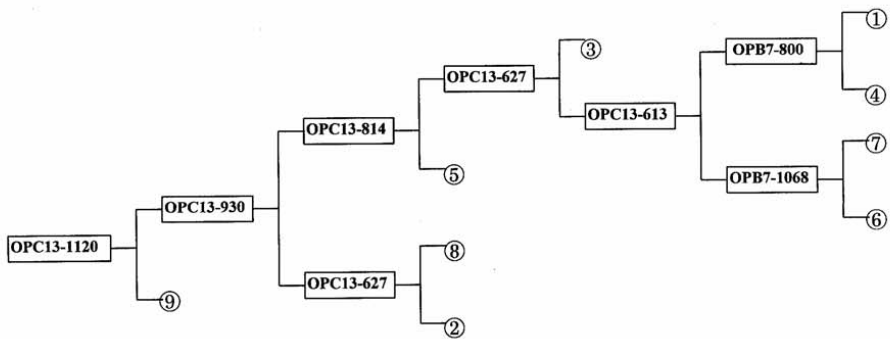 ①
OPB7-800
③
OPC13-627
④
OPC13-613
OPC13-814
⑦
OPB7-1068
⑤
OPC13-930
⑥
OPC13-1120
⑧
OPC13-627
⑨
②